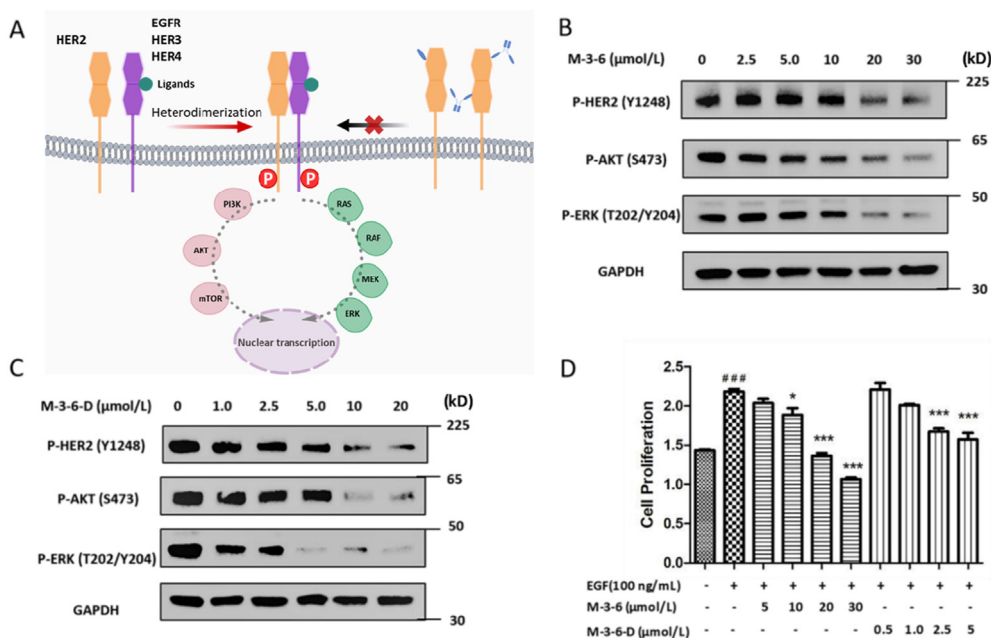 A
HER2
EGFR
HER3
HER4
Ligands
Heterodimerization
P P
PI3K
AKT
mTOR
RAS
RAF
MEK
ERK
Nuclear transcription
B
M-3-6 (μmol/L) 0 2.5 5.0 10 20 30 (kD)
225
P-HER2 (Y1248)
65
P-AKT (S473)
50
P-ERK (T202/Y204)
GAPDH
30
C
M-3-6-D (μmol/L) 0 1.0 2.5 5.0 10 20 (kD)
225
P-HER2 (Y1248)
65
P-AKT (S473)
50
P-ERK (T202/Y204)
GAPDH
30
D
Cell Proliferation
2.5
2.0
1.5
1.0
0.5
0.0
###
*
***
***
***
***
EGF(100 ng/mL) - + + + + + + + + +
M-3-6 (μmol/L) - - 5 10 20 30 - - - -
M-3-6-D (μmol/L) - - - - - - 0.5 1.0 2.5 5